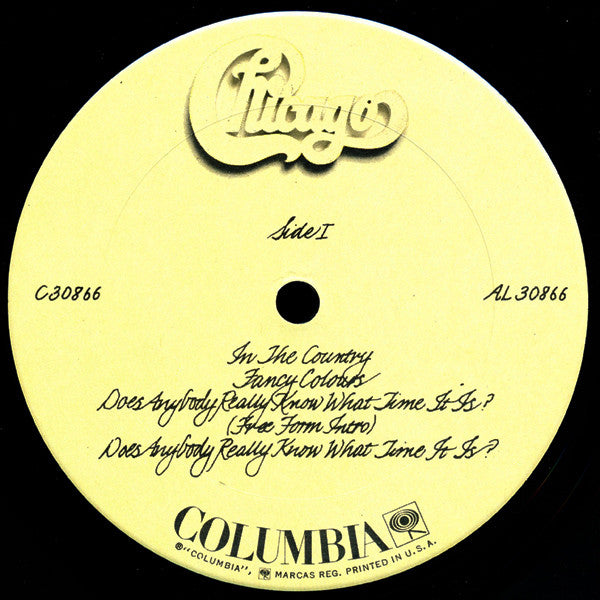 Chicago
Side I
C30866
AL 30866
In The Country
Fancy Colours
Does Anybody Really Know What Time It Is?
(Free Form Intro)
Does Anybody Really Know What Time It Is?
COLUMBIA
®"COLUMBIA", MARCAS REG. PRINTED IN U.S.A.